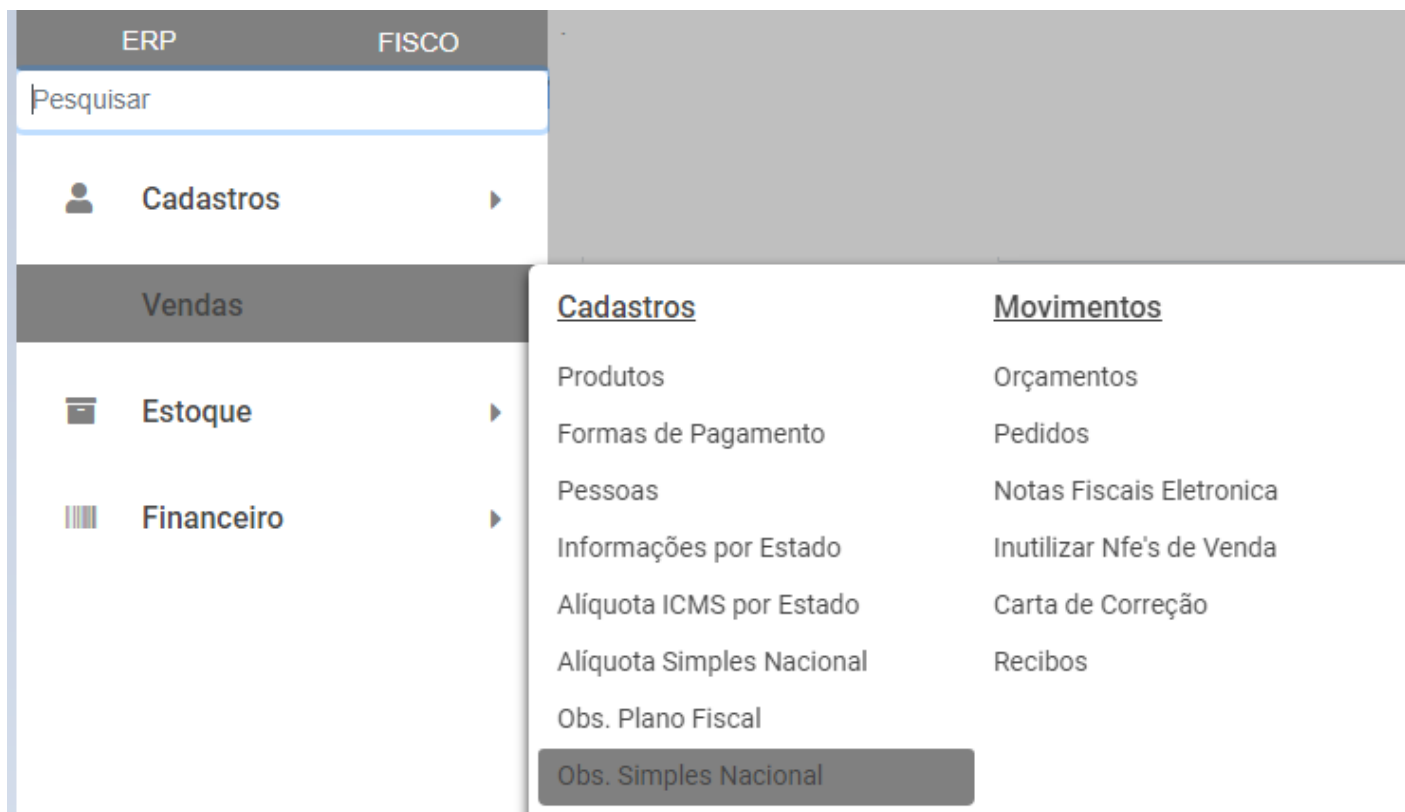 ERP FISCO
Pesquisar
Cadastros
Vendas
Estoque
Financeiro
Cadastros
Produtos
Formas de Pagamento
Pessoas
Informações por Estado
Alíquota ICMS por Estado
Alíquota Simples Nacional
Obs. Plano Fiscal
Obs. Simples Nacional
Movimentos
Orçamentos
Pedidos
Notas Fiscais Eletronica
Inutilizar Nfe's de Venda
Carta de Correção
Recibos